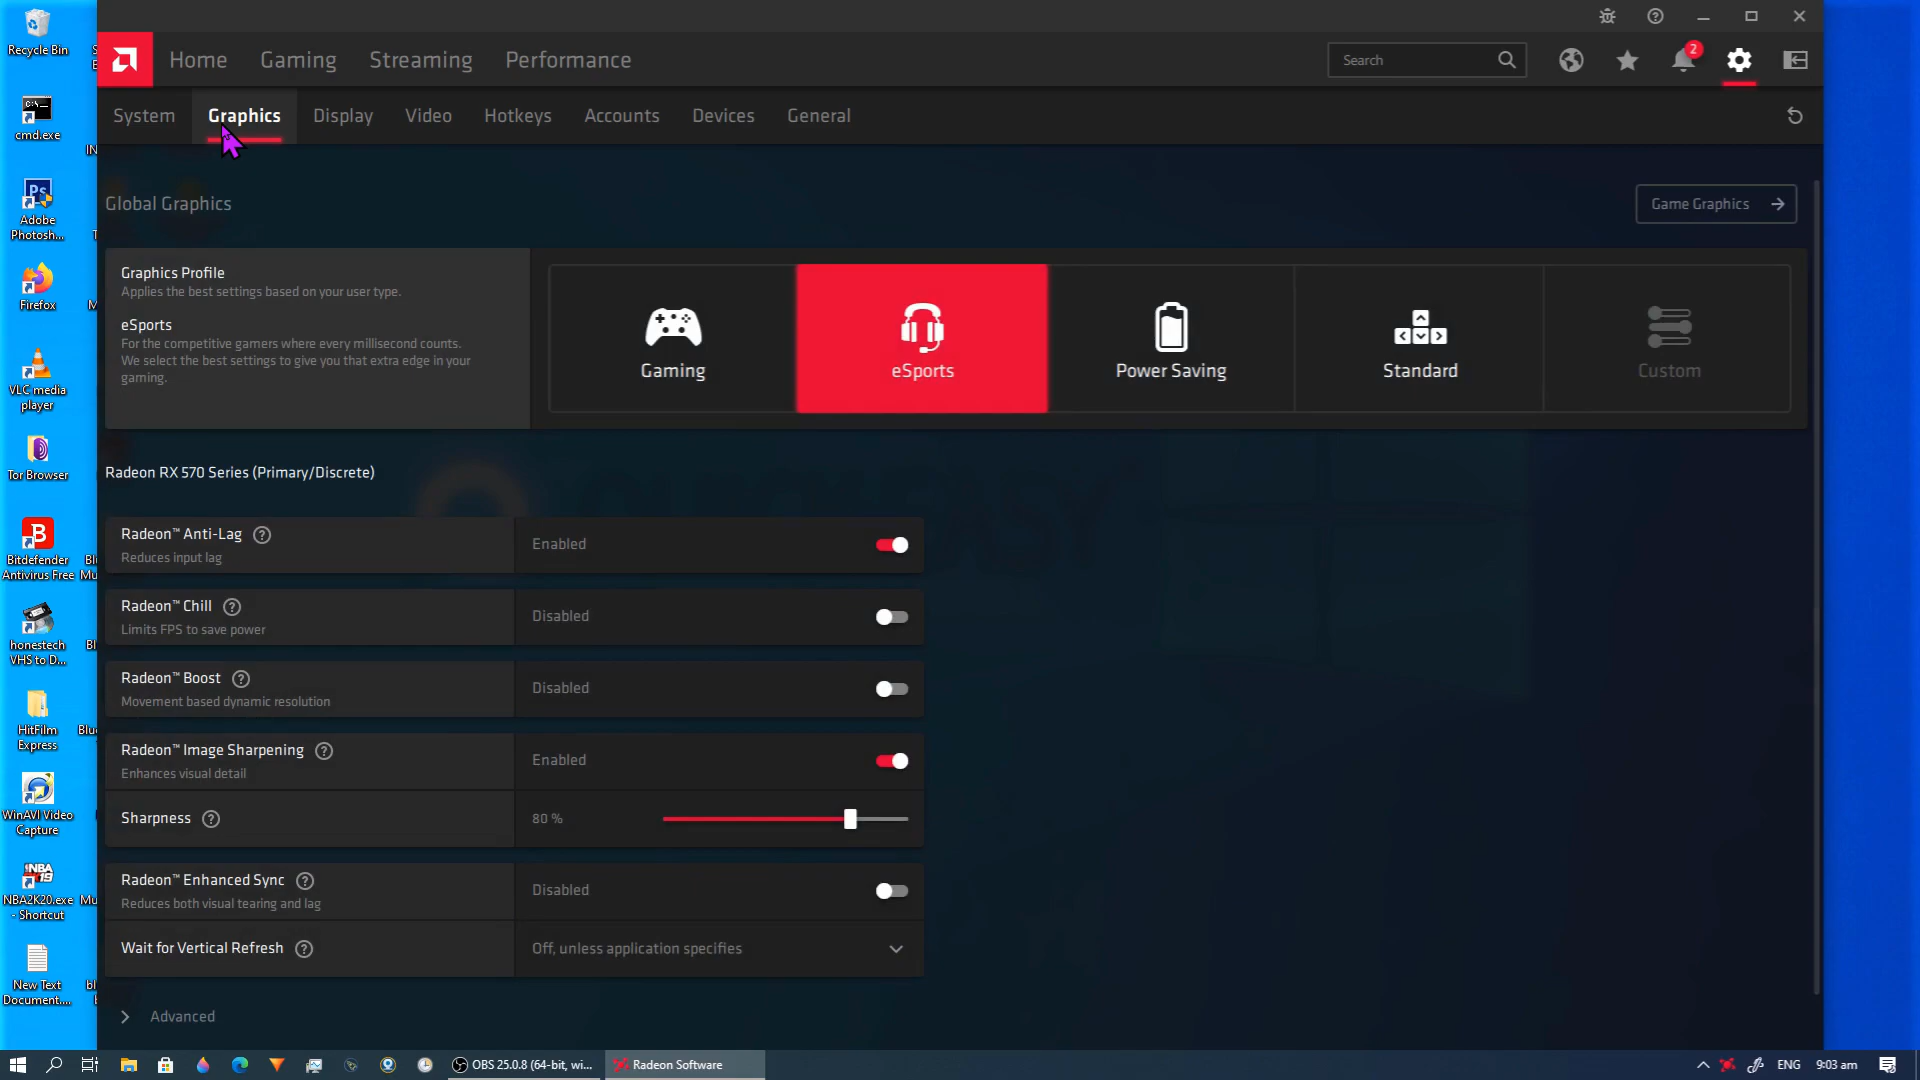 Recycle Bin
cmd.exe
Adobe
Photosh...
Firefox
VLC media
player
Tor Browser
Bitdefender
Antivirus Free
honestech
VHS to D...
HitFilm
Express
WinAVI Video
Capture
NBA2K20.exe
- Shortcut
New Text
Document....
Home
Gaming
Streaming
Performance
Search
2
System
Graphics
Display
Video
Hotkeys
Accounts
Devices
General
Global Graphics
Game Graphics
Graphics Profile
Applies the best settings based on your user type.
eSports
For the competitive gamers where every millisecond counts.
We select the best settings to give you that extra edge in your
gaming.
Gaming
eSports
Power Saving
Standard
Custom
Radeon RX 570 Series (Primary/Discrete)
Radeon™ Anti-Lag
Reduces input lag
Enabled
Radeon™ Chill
Limits FPS to save power
Disabled
Radeon™ Boost
Movement based dynamic resolution
Disabled
Radeon™ Image Sharpening
Enhances visual detail
Enabled
Sharpness
80 %
Radeon™ Enhanced Sync
Reduces both visual tearing and lag
Disabled
Wait for Vertical Refresh
Off, unless application specifies
Advanced
OBS 25.0.8 (64-bit, wi...
Radeon Software
ENG
9:03 am